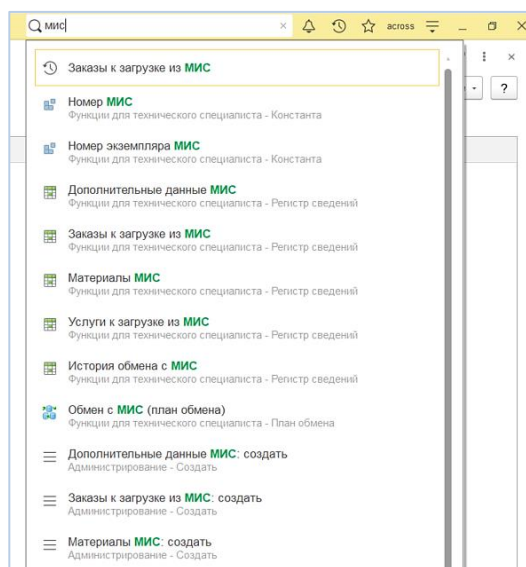 мис × across
Заказы к загрузке из МИС
Номер МИС
Функции для технического специалиста - Константа
?
Номер экземпляра МИС
Функции для технического специалиста - Константа
Дополнительные данные МИС
Функции для технического специалиста - Регистр сведений
Заказы к загрузке из МИС
Функции для технического специалиста - Регистр сведений
Материалы МИС
Функции для технического специалиста - Регистр сведений
Услуги к загрузке из МИС
Функции для технического специалиста - Регистр сведений
История обмена с МИС
Функции для технического специалиста - Регистр сведений
Обмен с МИС (план обмена)
Функции для технического специалиста - План обмена
Дополнительные данные МИС: создать
Администрирование - Создать
Заказы к загрузке из МИС: создать
Администрирование - Создать
Материалы МИС: создать
Администрирование - Создать